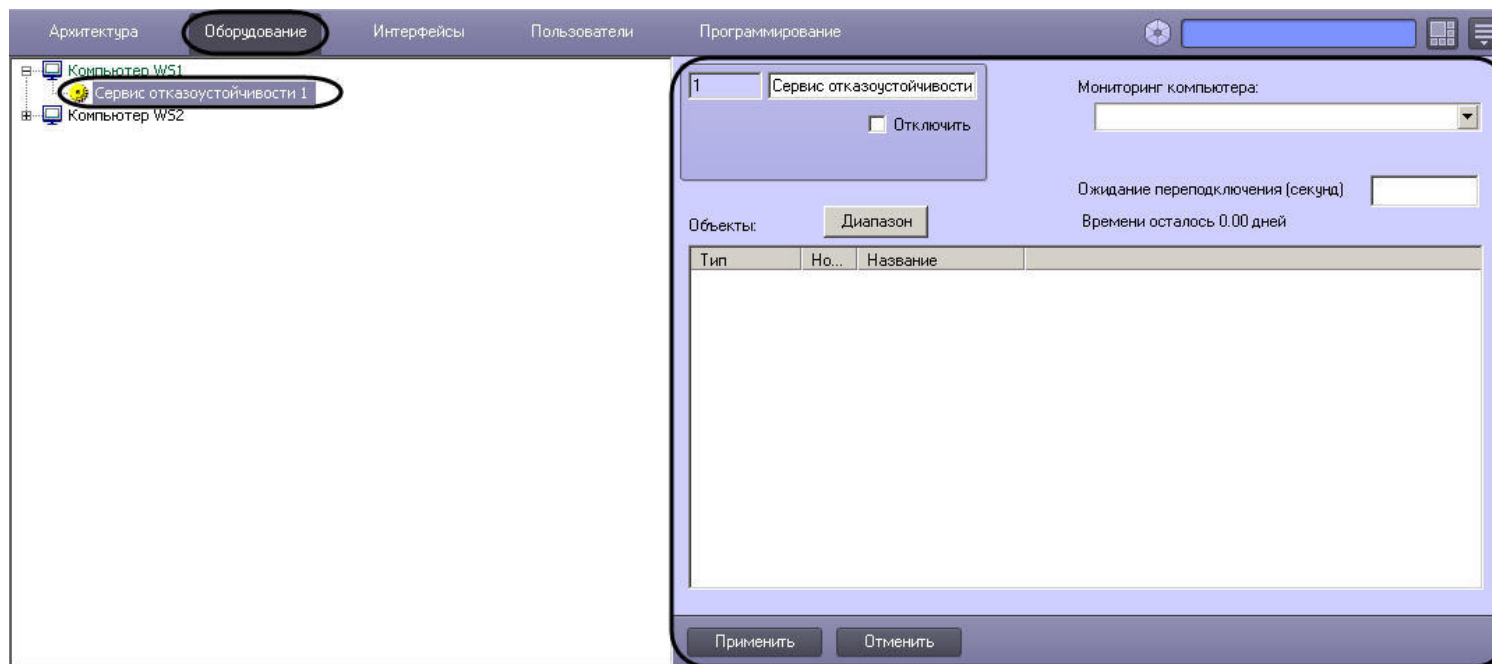 Архитектура Оборудование Интерфейсы Пользователи Программирование
Компьютер WS1
Сервис отказоустойчивости 1
Компьютер WS2
1 Сервис отказоустойчивости
Отключить
Мониторинг компьютера:
Ожидание переподключения (секунд)
Времени осталось 0.00 дней
Объекты: Диапазон
Тип Но... Название
Применить Отменить